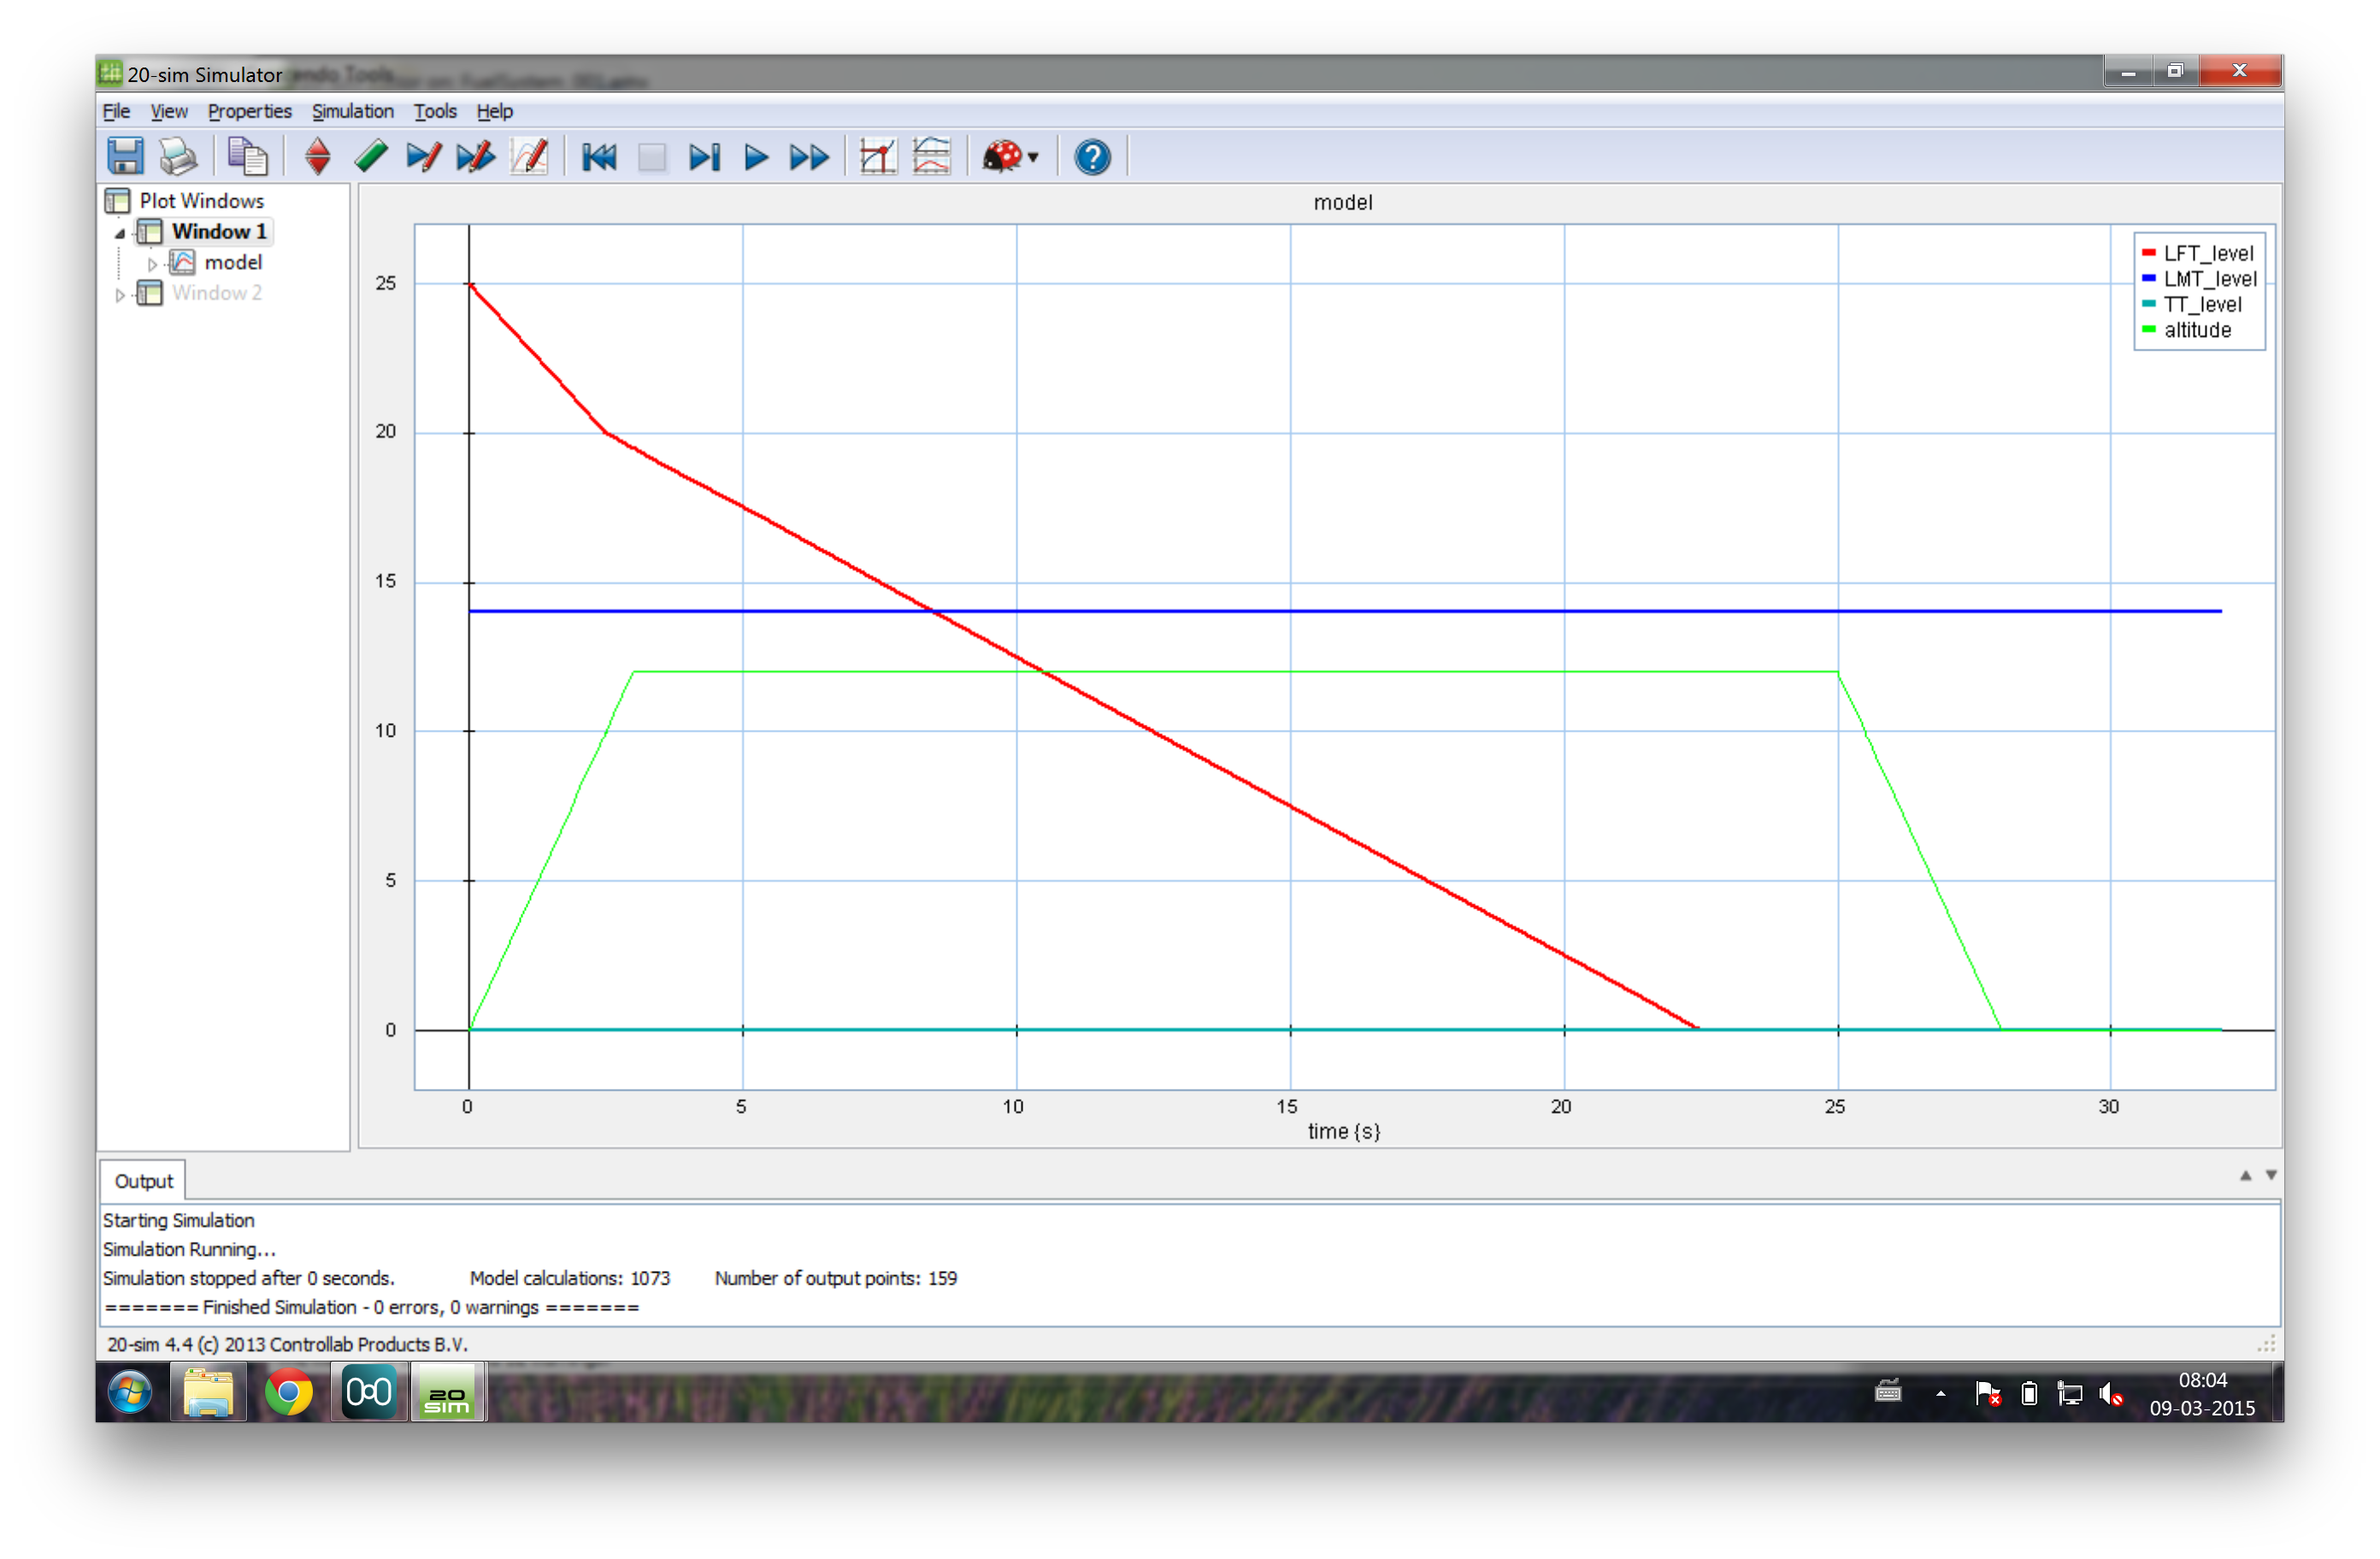 20-sim Simulator
File View Properties Simulation Tools Help
Plot Windows
Window 1
model
Window 2
model
LFT_level
LMT_level
TT_level
altitude
25
20
15
10
5
0
0 5 10 15 20 25 30
time {s}
Output
Starting Simulation
Simulation Running...
Simulation stopped after 0 seconds. Model calculations: 1073 Number of output points: 159
======= Finished Simulation - 0 errors, 0 warnings =======
20-sim 4.4 (c) 2013 Controllab Products B.V.
20
sim
08:04
09-03-2015